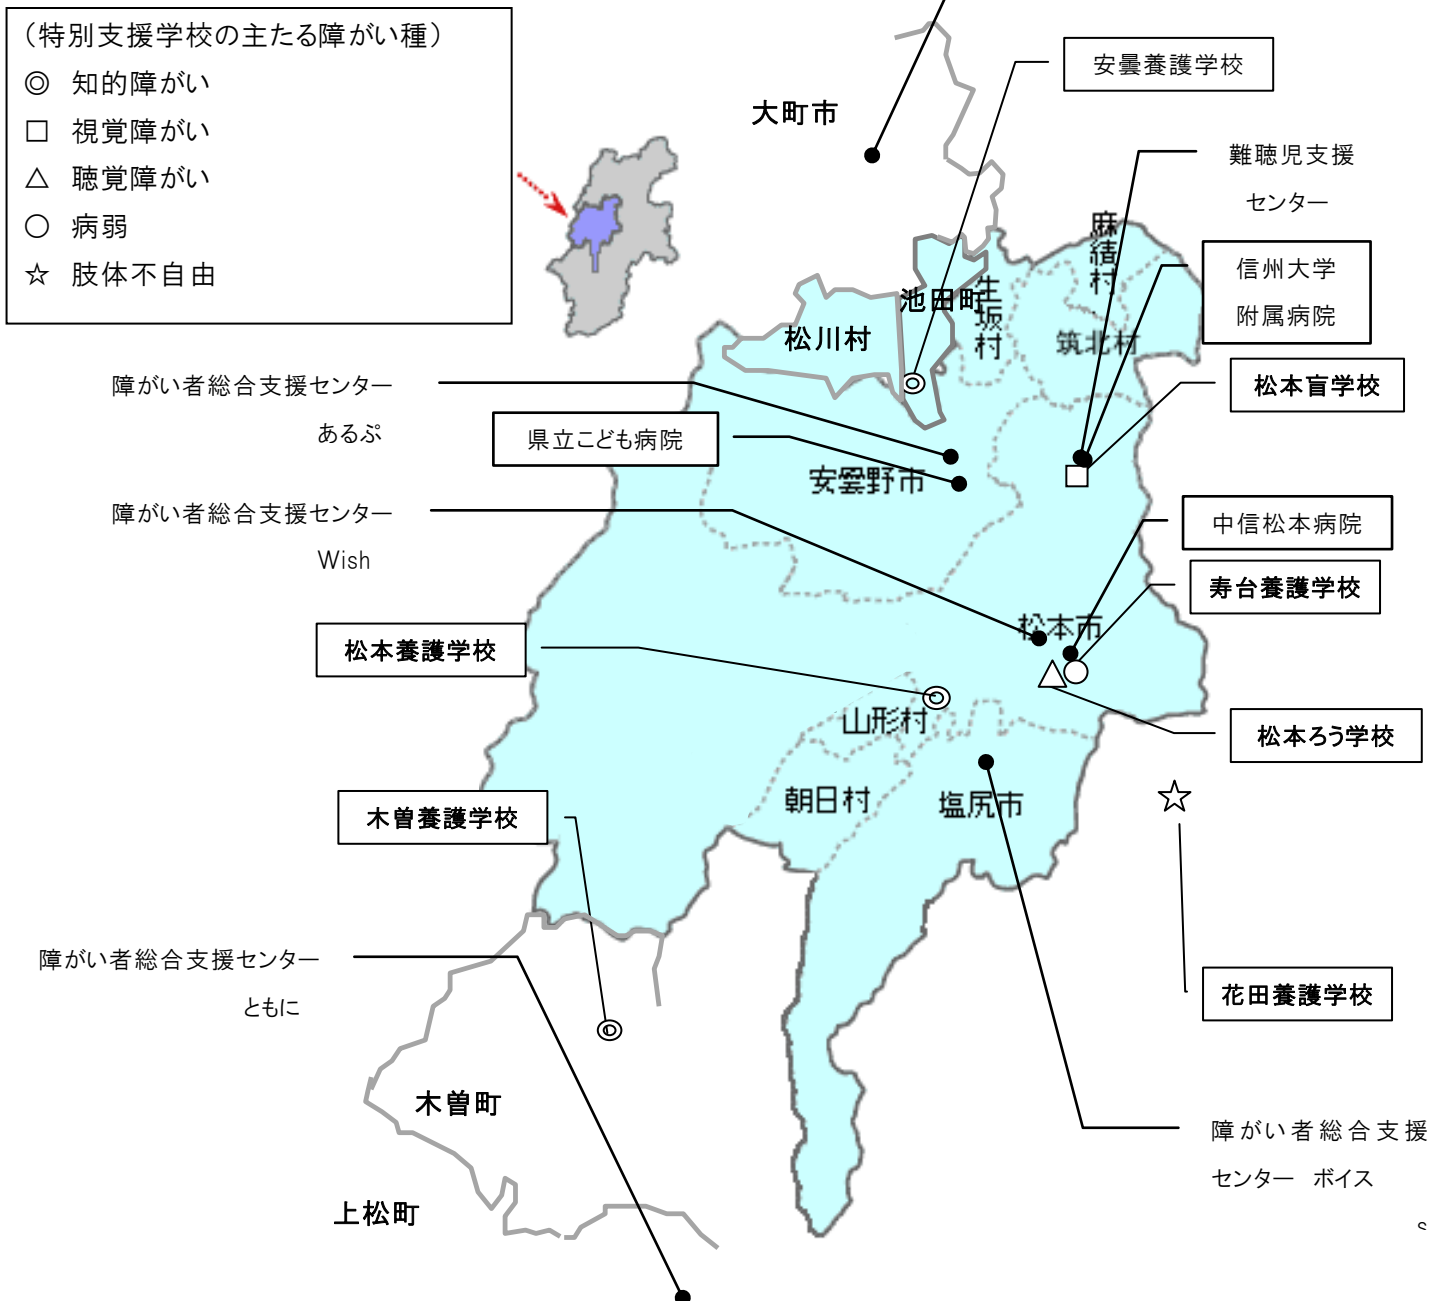 （特別支援学校の主たる障がい種）
◎ 知的障がい
□ 視覚障がい
△ 聴覚障がい
○ 病弱
☆ 肢体不自由
安曇養護学校
大町市
難聴児支援
センター
麻績村
信州大学
附属病院
池田町
生坂村
松川村
筑北村
松本盲学校
障がい者総合支援センター
あるぷ
県立こども病院
安曇野市
障がい者総合支援センター
Wish
中信松本病院
寿台養護学校
松本市
松本養護学校
山形村
松本ろう学校
朝日村
塩尻市
木曽養護学校
障がい者総合支援センター
ともに
花田養護学校
木曽町
障がい者総合支援
センター ボイス
上松町